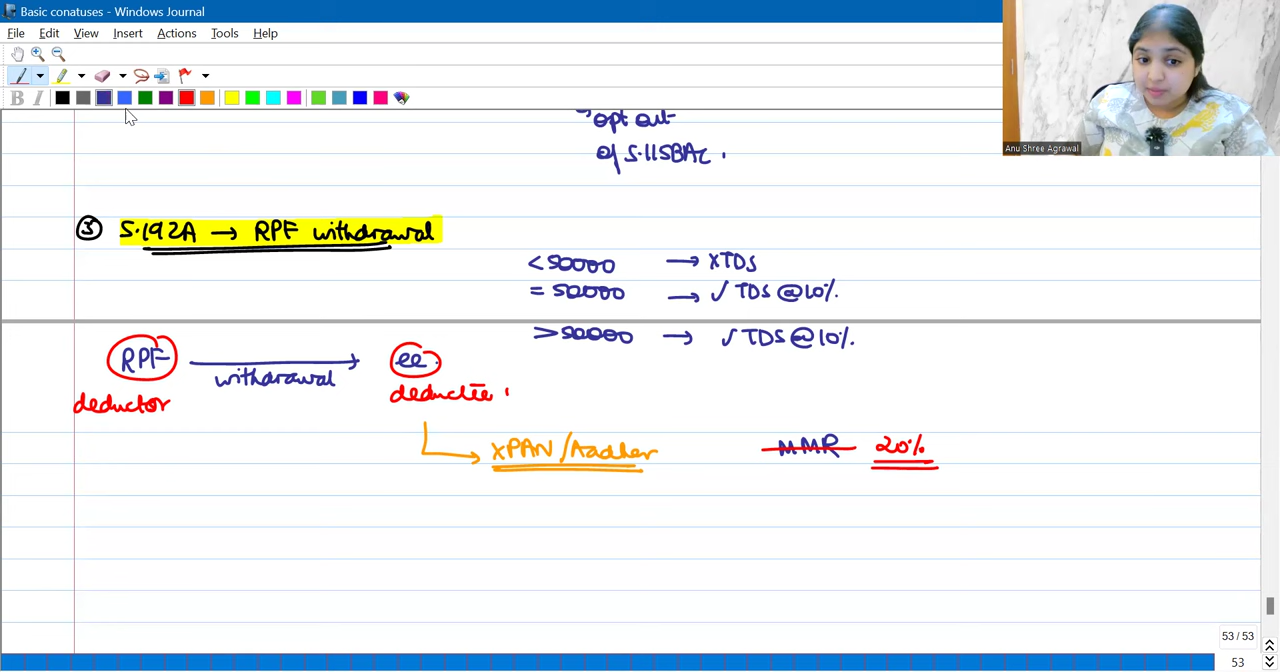 Basic conatuses - Windows Journal
File Edit View Insert Actions Tools Help
B I
Anu Shree Agrawal
opt out
of S.115BAC.
③ S.192A → RPF withdrawal
< 50000 → XTDS
= 50000 → ✓ TDS @10%.
> 50000 → ✓ TDS @10%.
RPF → ee
withdrawal
deductor deductee
XPAN / Aadhar MMR 20%
53 / 53
53